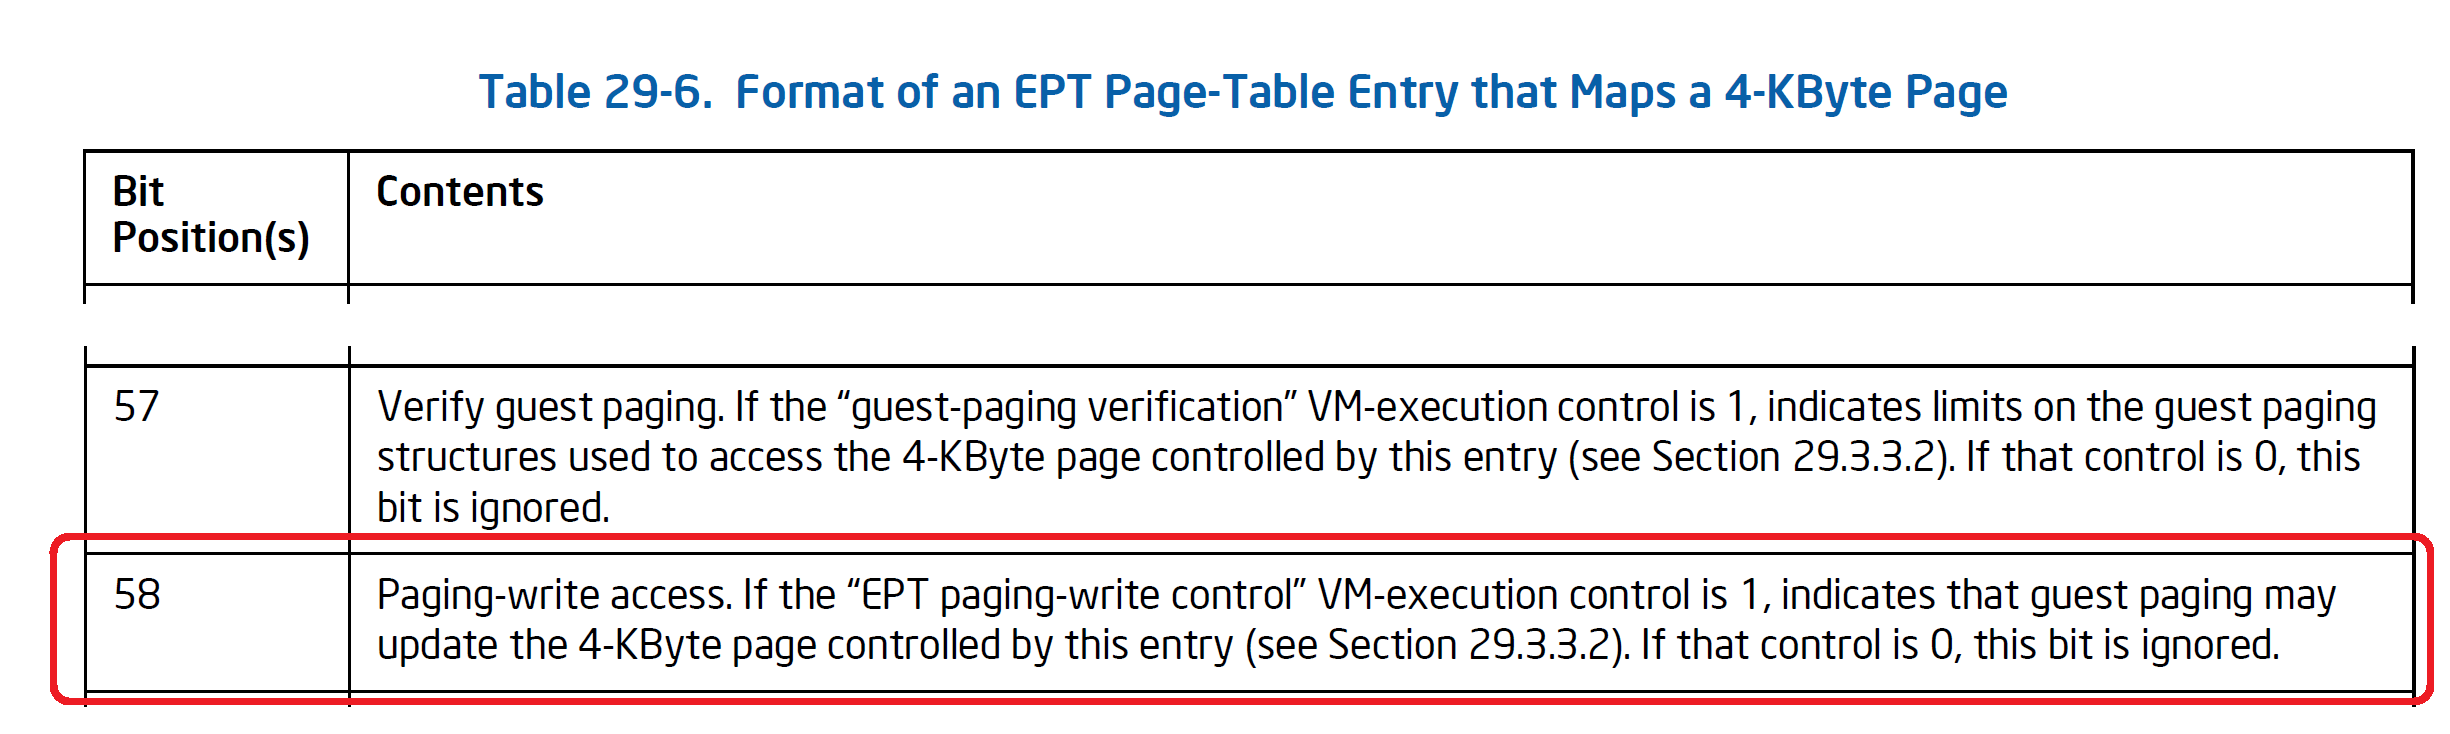 Table 29-6. Format of an EPT Page-Table Entry that Maps a 4-KByte Page
Bit
Position(s)
Contents
57
Verify guest paging. If the “guest-paging verification” VM-execution control is 1, indicates limits on the guest paging
structures used to access the 4-KByte page controlled by this entry (see Section 29.3.3.2). If that control is 0, this
bit is ignored.
58
Paging-write access. If the “EPT paging-write control” VM-execution control is 1, indicates that guest paging may
update the 4-KByte page controlled by this entry (see Section 29.3.3.2). If that control is 0, this bit is ignored.